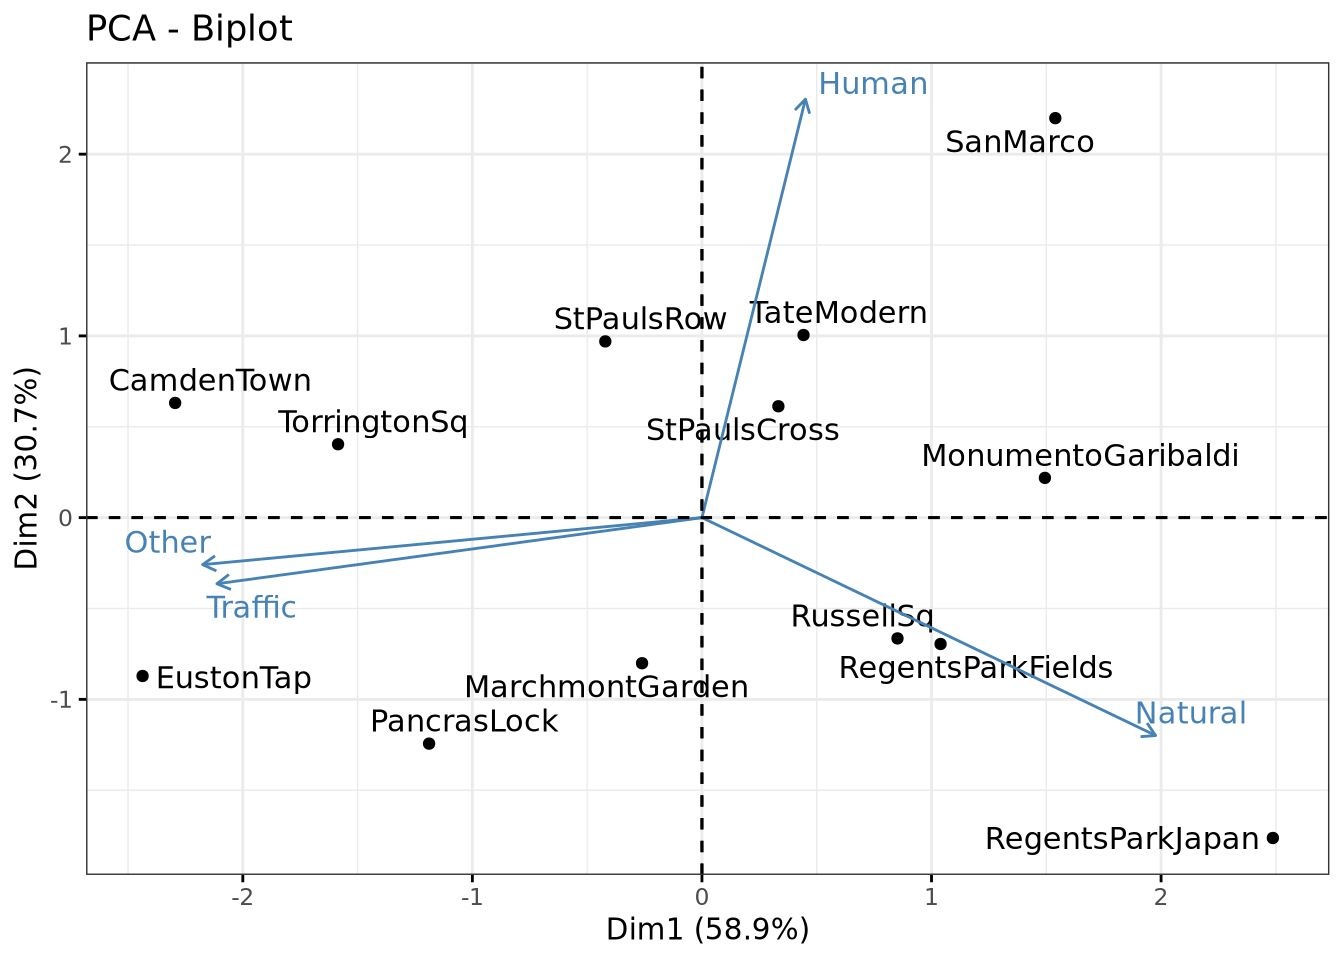 PCA - Biplot
Human
SanMarco
2
TateModern
StPaulsRow
1
CamdenTown
TorringtonSq
StPaulsCross
MonumentoGaribaldi
Dim2 (30.7%)
0
Other
Traffic
RussellSq
RegentsParkFields
EustonTap
MarchmontGarden
-1
Natural
PancrasLock
RegentsParkJapan
-2 -1 0 1 2
Dim1 (58.9%)